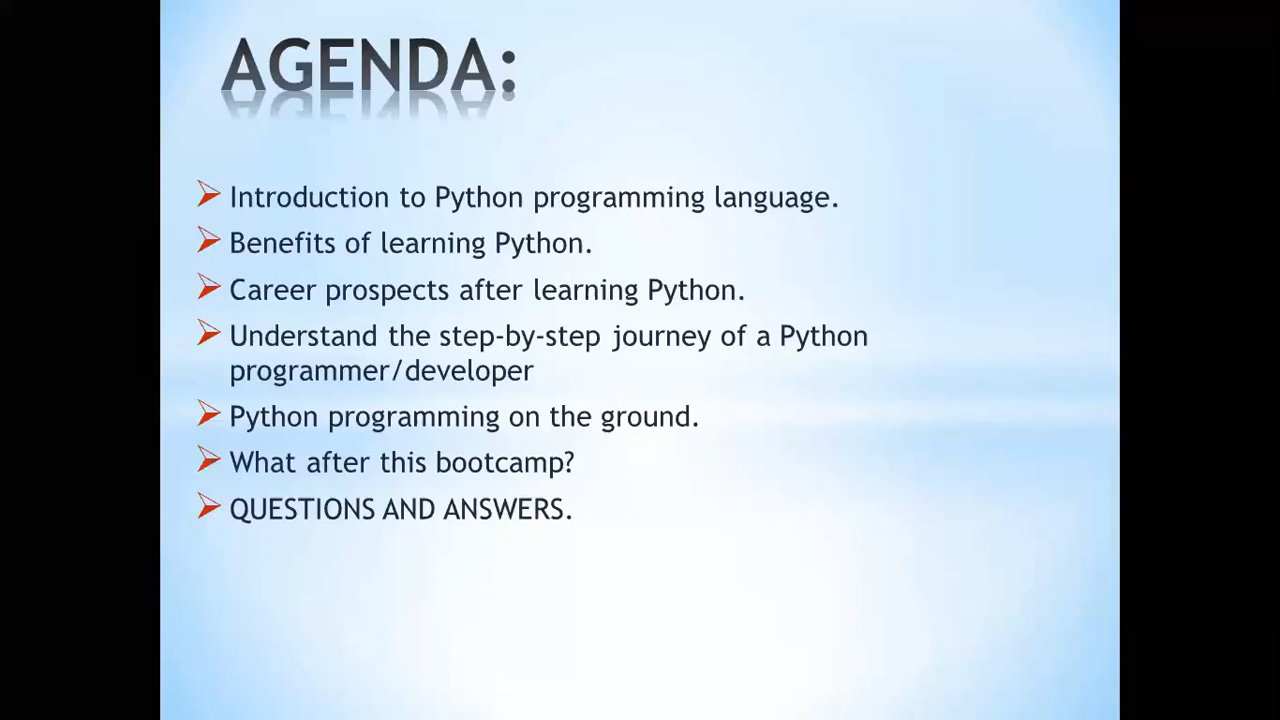 AGENDA:
Introduction to Python programming language.
Benefits of learning Python.
Career prospects after learning Python.
Understand the step-by-step journey of a Python
programmer/developer
Python programming on the ground.
What after this bootcamp?
QUESTIONS AND ANSWERS.